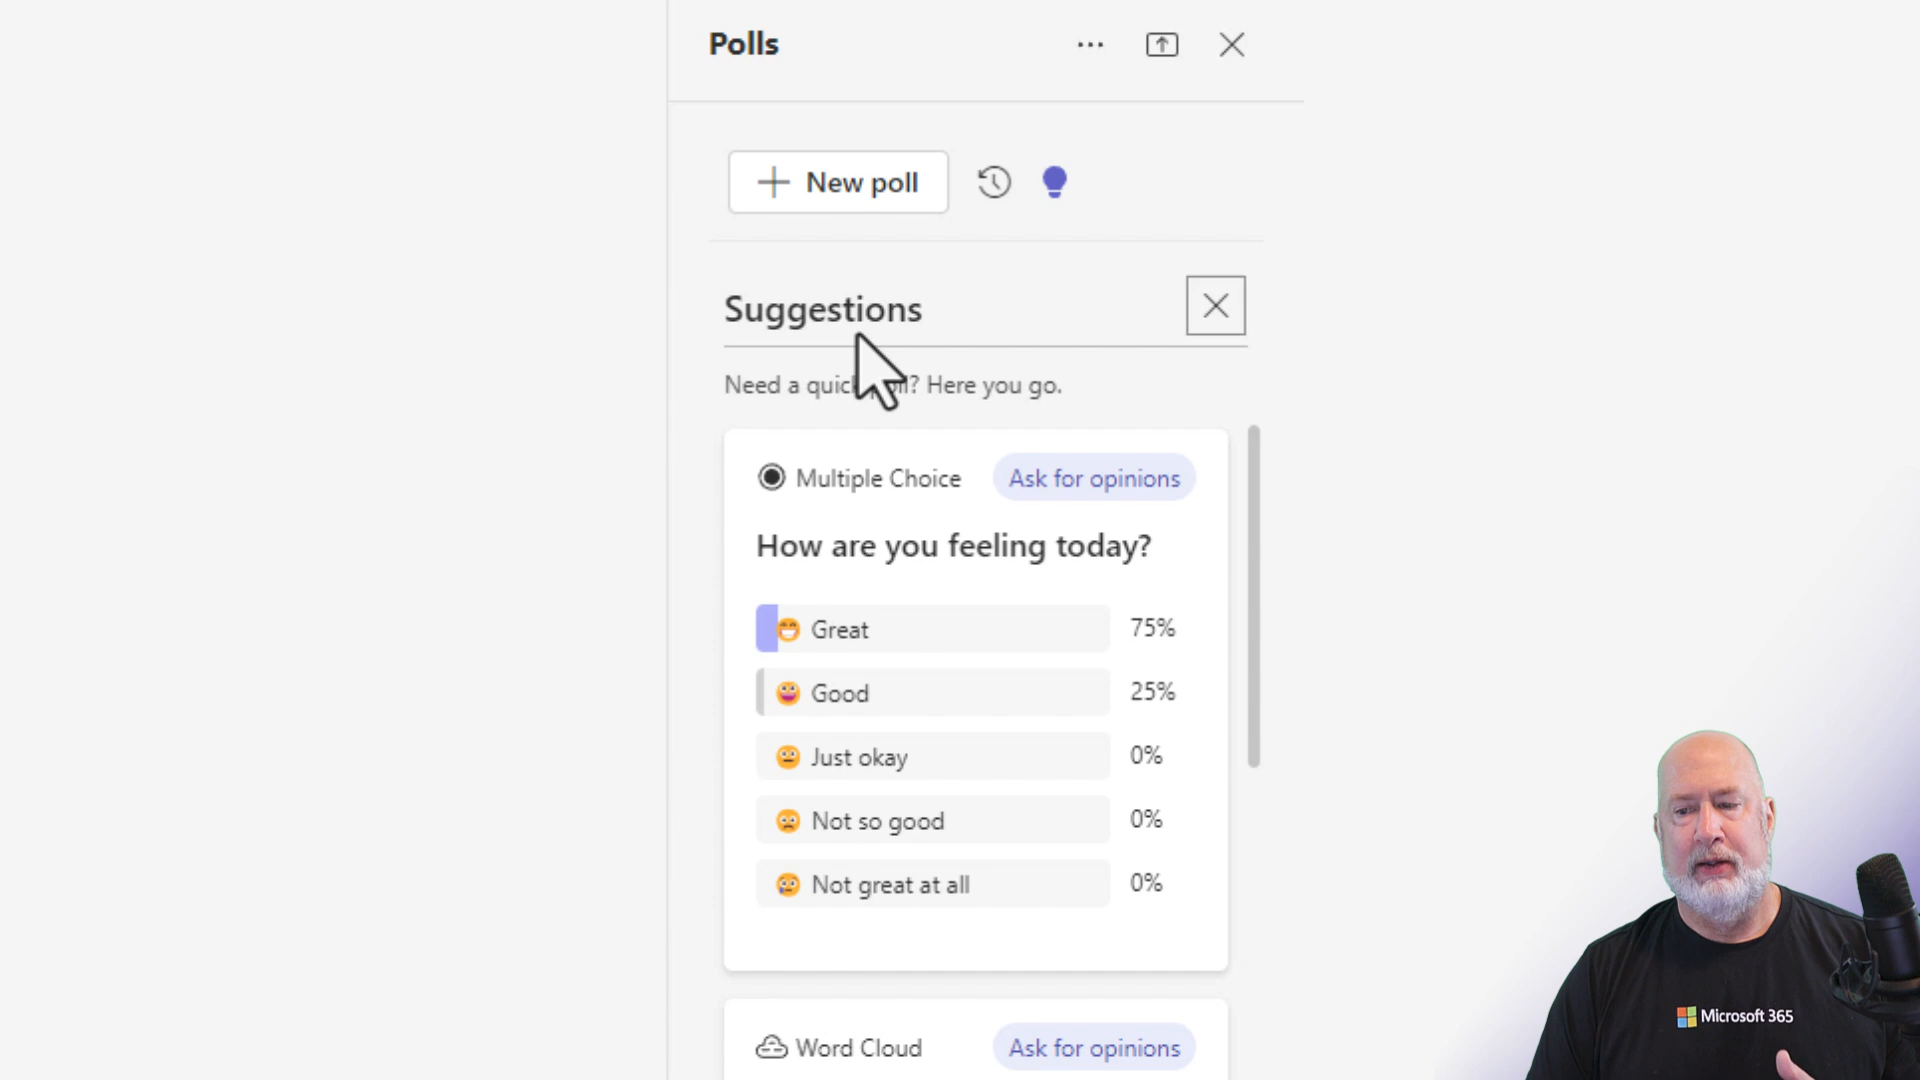 Polls
New poll
Suggestions
Need a quick poll? Here you go.
Multiple Choice
Ask for opinions
How are you feeling today?
Great
75%
Good
25%
Just okay
0%
Not so good
0%
Not great at all
0%
Word Cloud
Ask for opinions
Microsoft 365